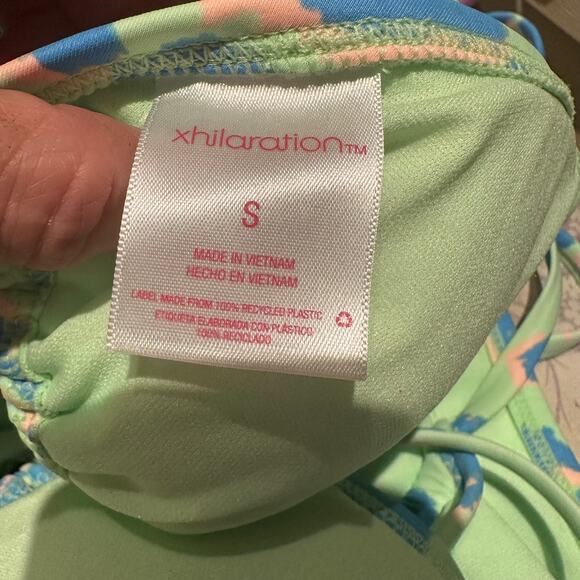 xhilaration™
S
MADE IN VIETNAM
HECHO EN VIETNAM
LABEL MADE FROM 100% RECYCLED PLASTIC
ETIQUETA ELABORADA CON PLÁSTICO
100% RECICLADO